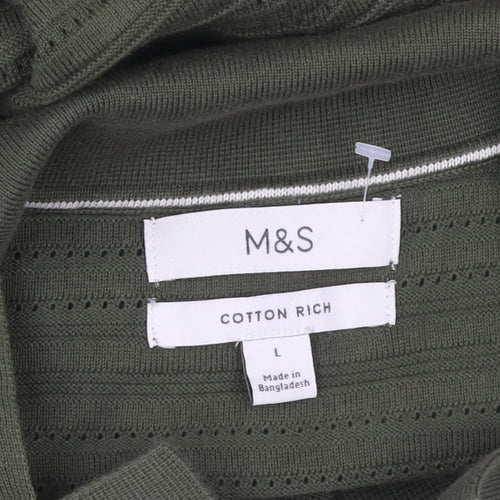 M&S
COTTON RICH
L
Made in
Bangladesh